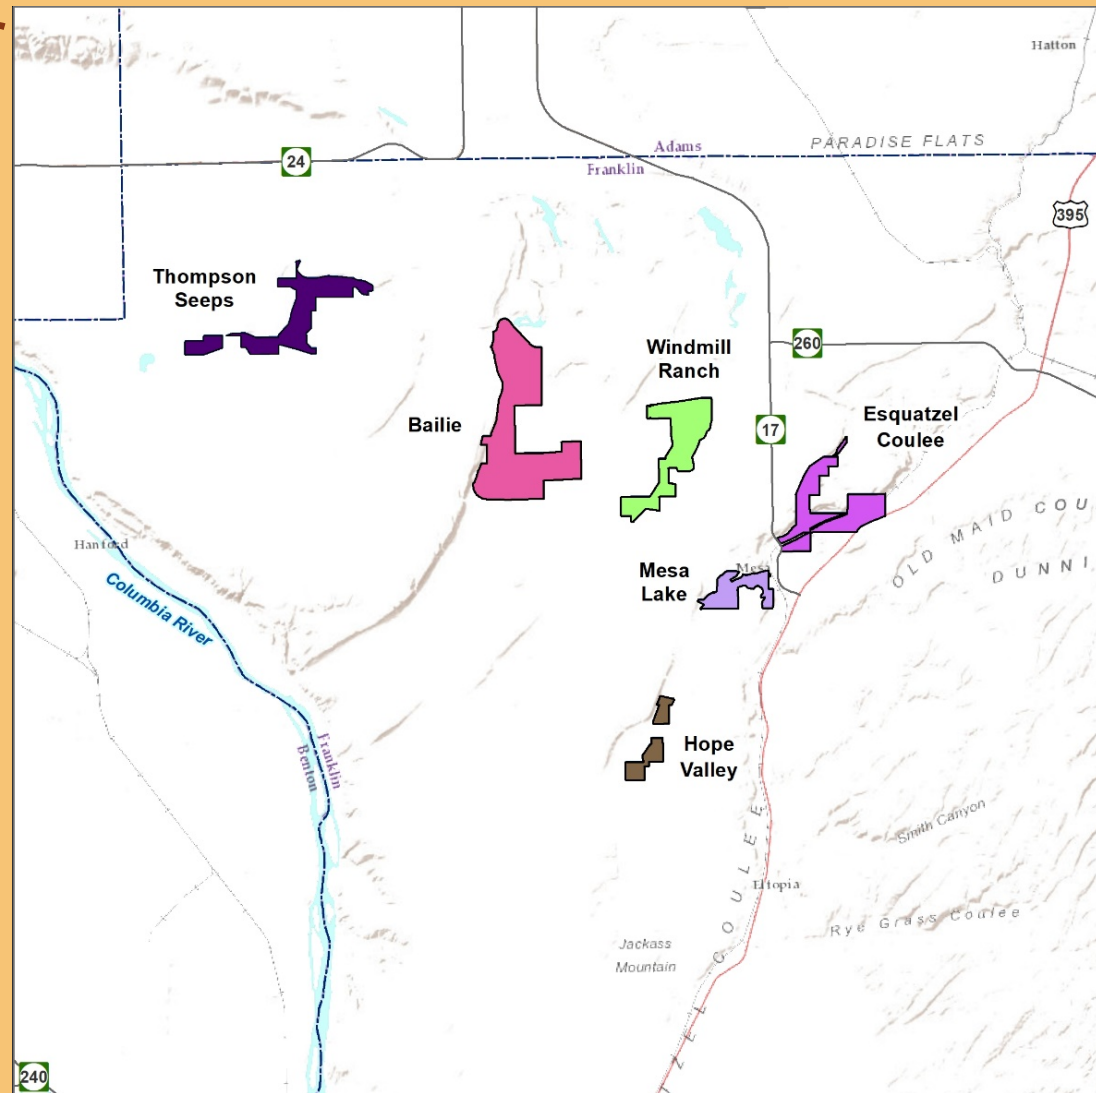 Hatton
PARADISE FLATS
Adams
24
Franklin
395
Thompson
Seeps
Windmill
Ranch
260
Bailie
Esquatzel
Coulee
17
OLD MAID COU
Hanford
Mesa
Mesa
Lake
DUNNI
Columbia River
Franklin
Benton
Hope
Valley
Smith Canyon
Eltopia
Rye Grass Coulee
Jackass
Mountain
TZEL COULEE
240